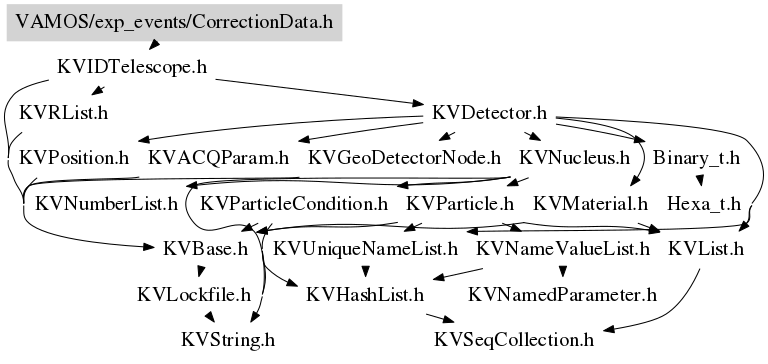 VAMOS/exp_events/CorrectionData.h
KVIDTelescope.h
KVRList.h
KVDetector.h
KVPosition.h
KVACQParam.h
KVGeoDetectorNode.h
KVNucleus.h
Binary_t.h
KVNumberList.h
KVParticleCondition.h
KVParticle.h
KVMaterial.h
Hexa_t.h
KVBase.h
KVUniqueNameList.h
KVNameValueList.h
KVList.h
KVLockfile.h
KVHashList.h
KVNamedParameter.h
KVString.h
KVSeqCollection.h